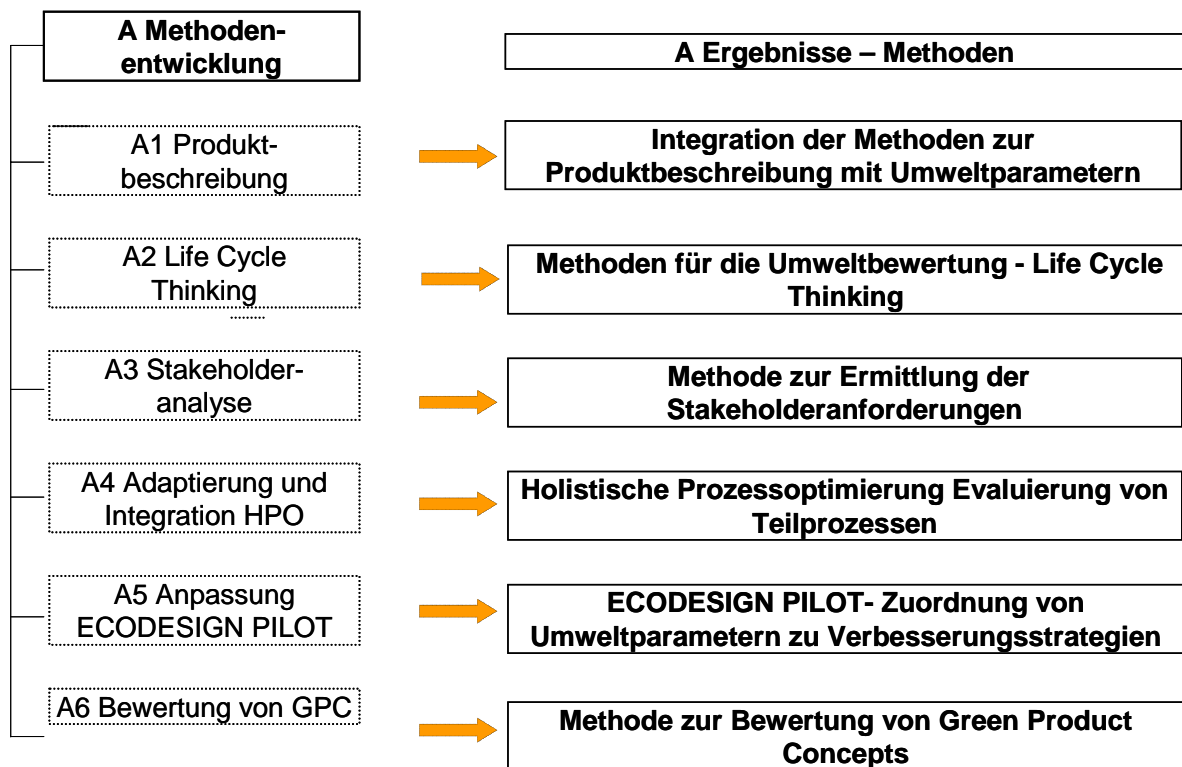 A Methoden-
entwicklung
A Ergebnisse – Methoden
A1 Produkt-
beschreibung
Integration der Methoden zur
Produktbeschreibung mit Umweltparametern
A2 Life Cycle
Thinking
Methoden für die Umweltbewertung - Life Cycle
Thinking
A3 Stakeholder-
analyse
Methode zur Ermittlung der
Stakeholderanforderungen
A4 Adaptierung und
Integration HPO
Holistische Prozessoptimierung Evaluierung von
Teilprozessen
A5 Anpassung
ECODESIGN PILOT
ECODESIGN PILOT- Zuordnung von
Umweltparametern zu Verbesserungsstrategien
A6 Bewertung von GPC
Methode zur Bewertung von Green Product
Concepts